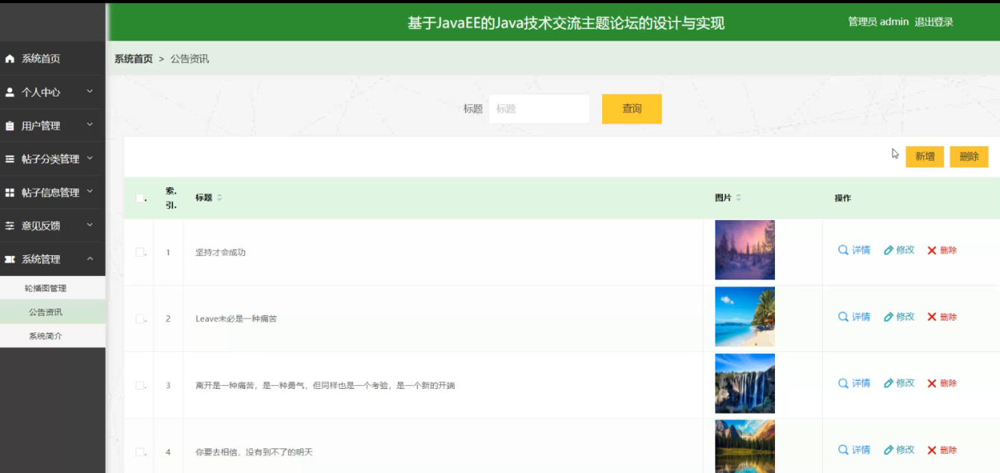 基于JavaEE的Java技术交流主题论坛的设计与实现
管理员 admin 退出登录
系统首页
个人中心
用户管理
帖子分类管理
帖子信息管理
意见反馈
系统管理
轮播图管理
公告资讯
系统简介
系统首页 > 公告资讯
标题 标题 查询
新增 删除
索.引. 标题 图片 操作
1 坚持才会成功 详情 修改 删除
2 Leave未必是一种痛苦 详情 修改 删除
3 离开是一种痛苦，是一种勇气，但同样也是一个考验，是一个新的开端 详情 修改 删除
4 你要去相信，没有到不了的明天 详情 修改 删除